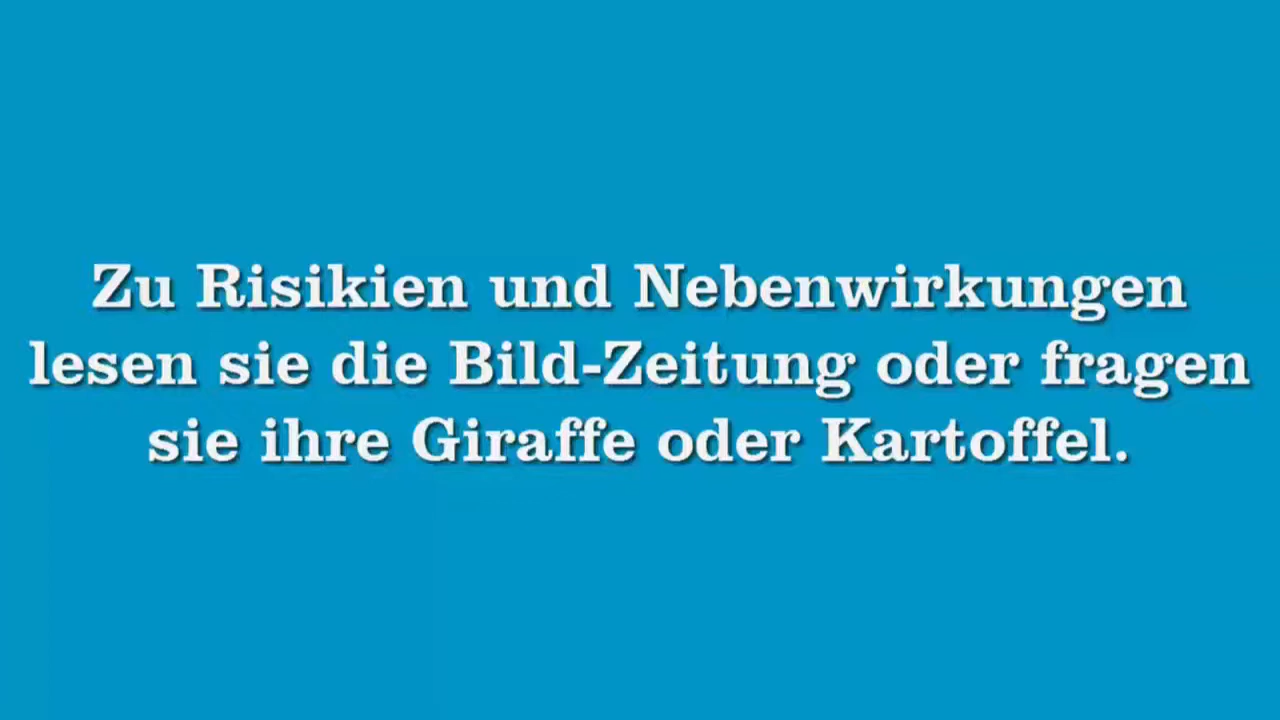 Zu Risikien und Nebenwirkungen
lesen sie die Bild-Zeitung oder fragen
sie ihre Giraffe oder Kartoffel.